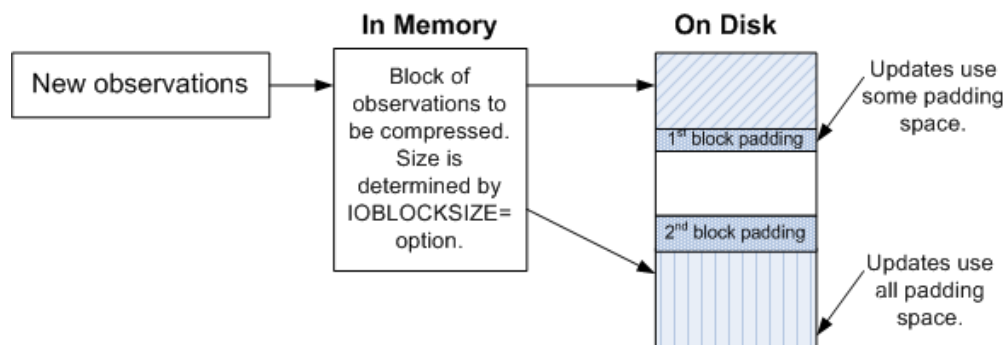 In Memory
On Disk
New observations
Block of
observations to
be compressed.
Size is
determined by
IOBLOCKSIZE=
option.
Updates use
some padding
space.
1st block padding
2nd block padding
Updates use
all padding
space.